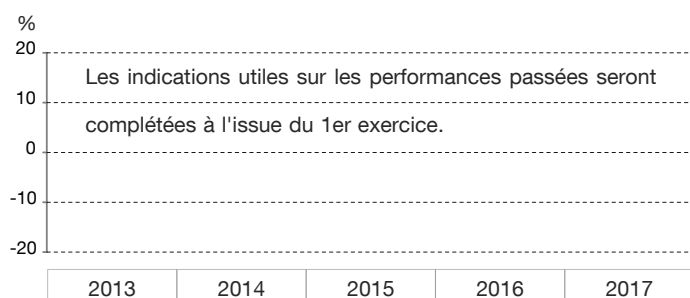 %
20
Les indications utiles sur les performances passées seront
10
complétées à l'issue du 1er exercice.
0
-10
-20
2013 2014 2015 2016 2017